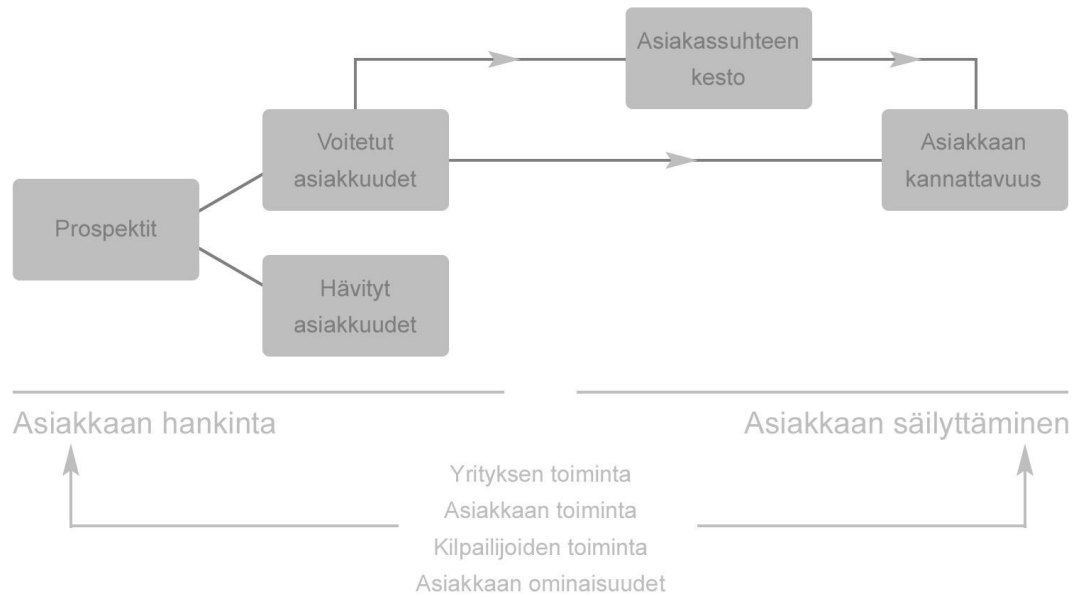 Asiakassuhteen
kesto
Voitetut
asiakkuudet
Asiakkaan
kannattavuus
Prospektit
Hävityt
asiakkuudet
Asiakkaan hankinta
Asiakkaan säilyttäminen
Yrityksen toiminta
Asiakkaan toiminta
Kilpailijoiden toiminta
Asiakkaan ominaisuudet